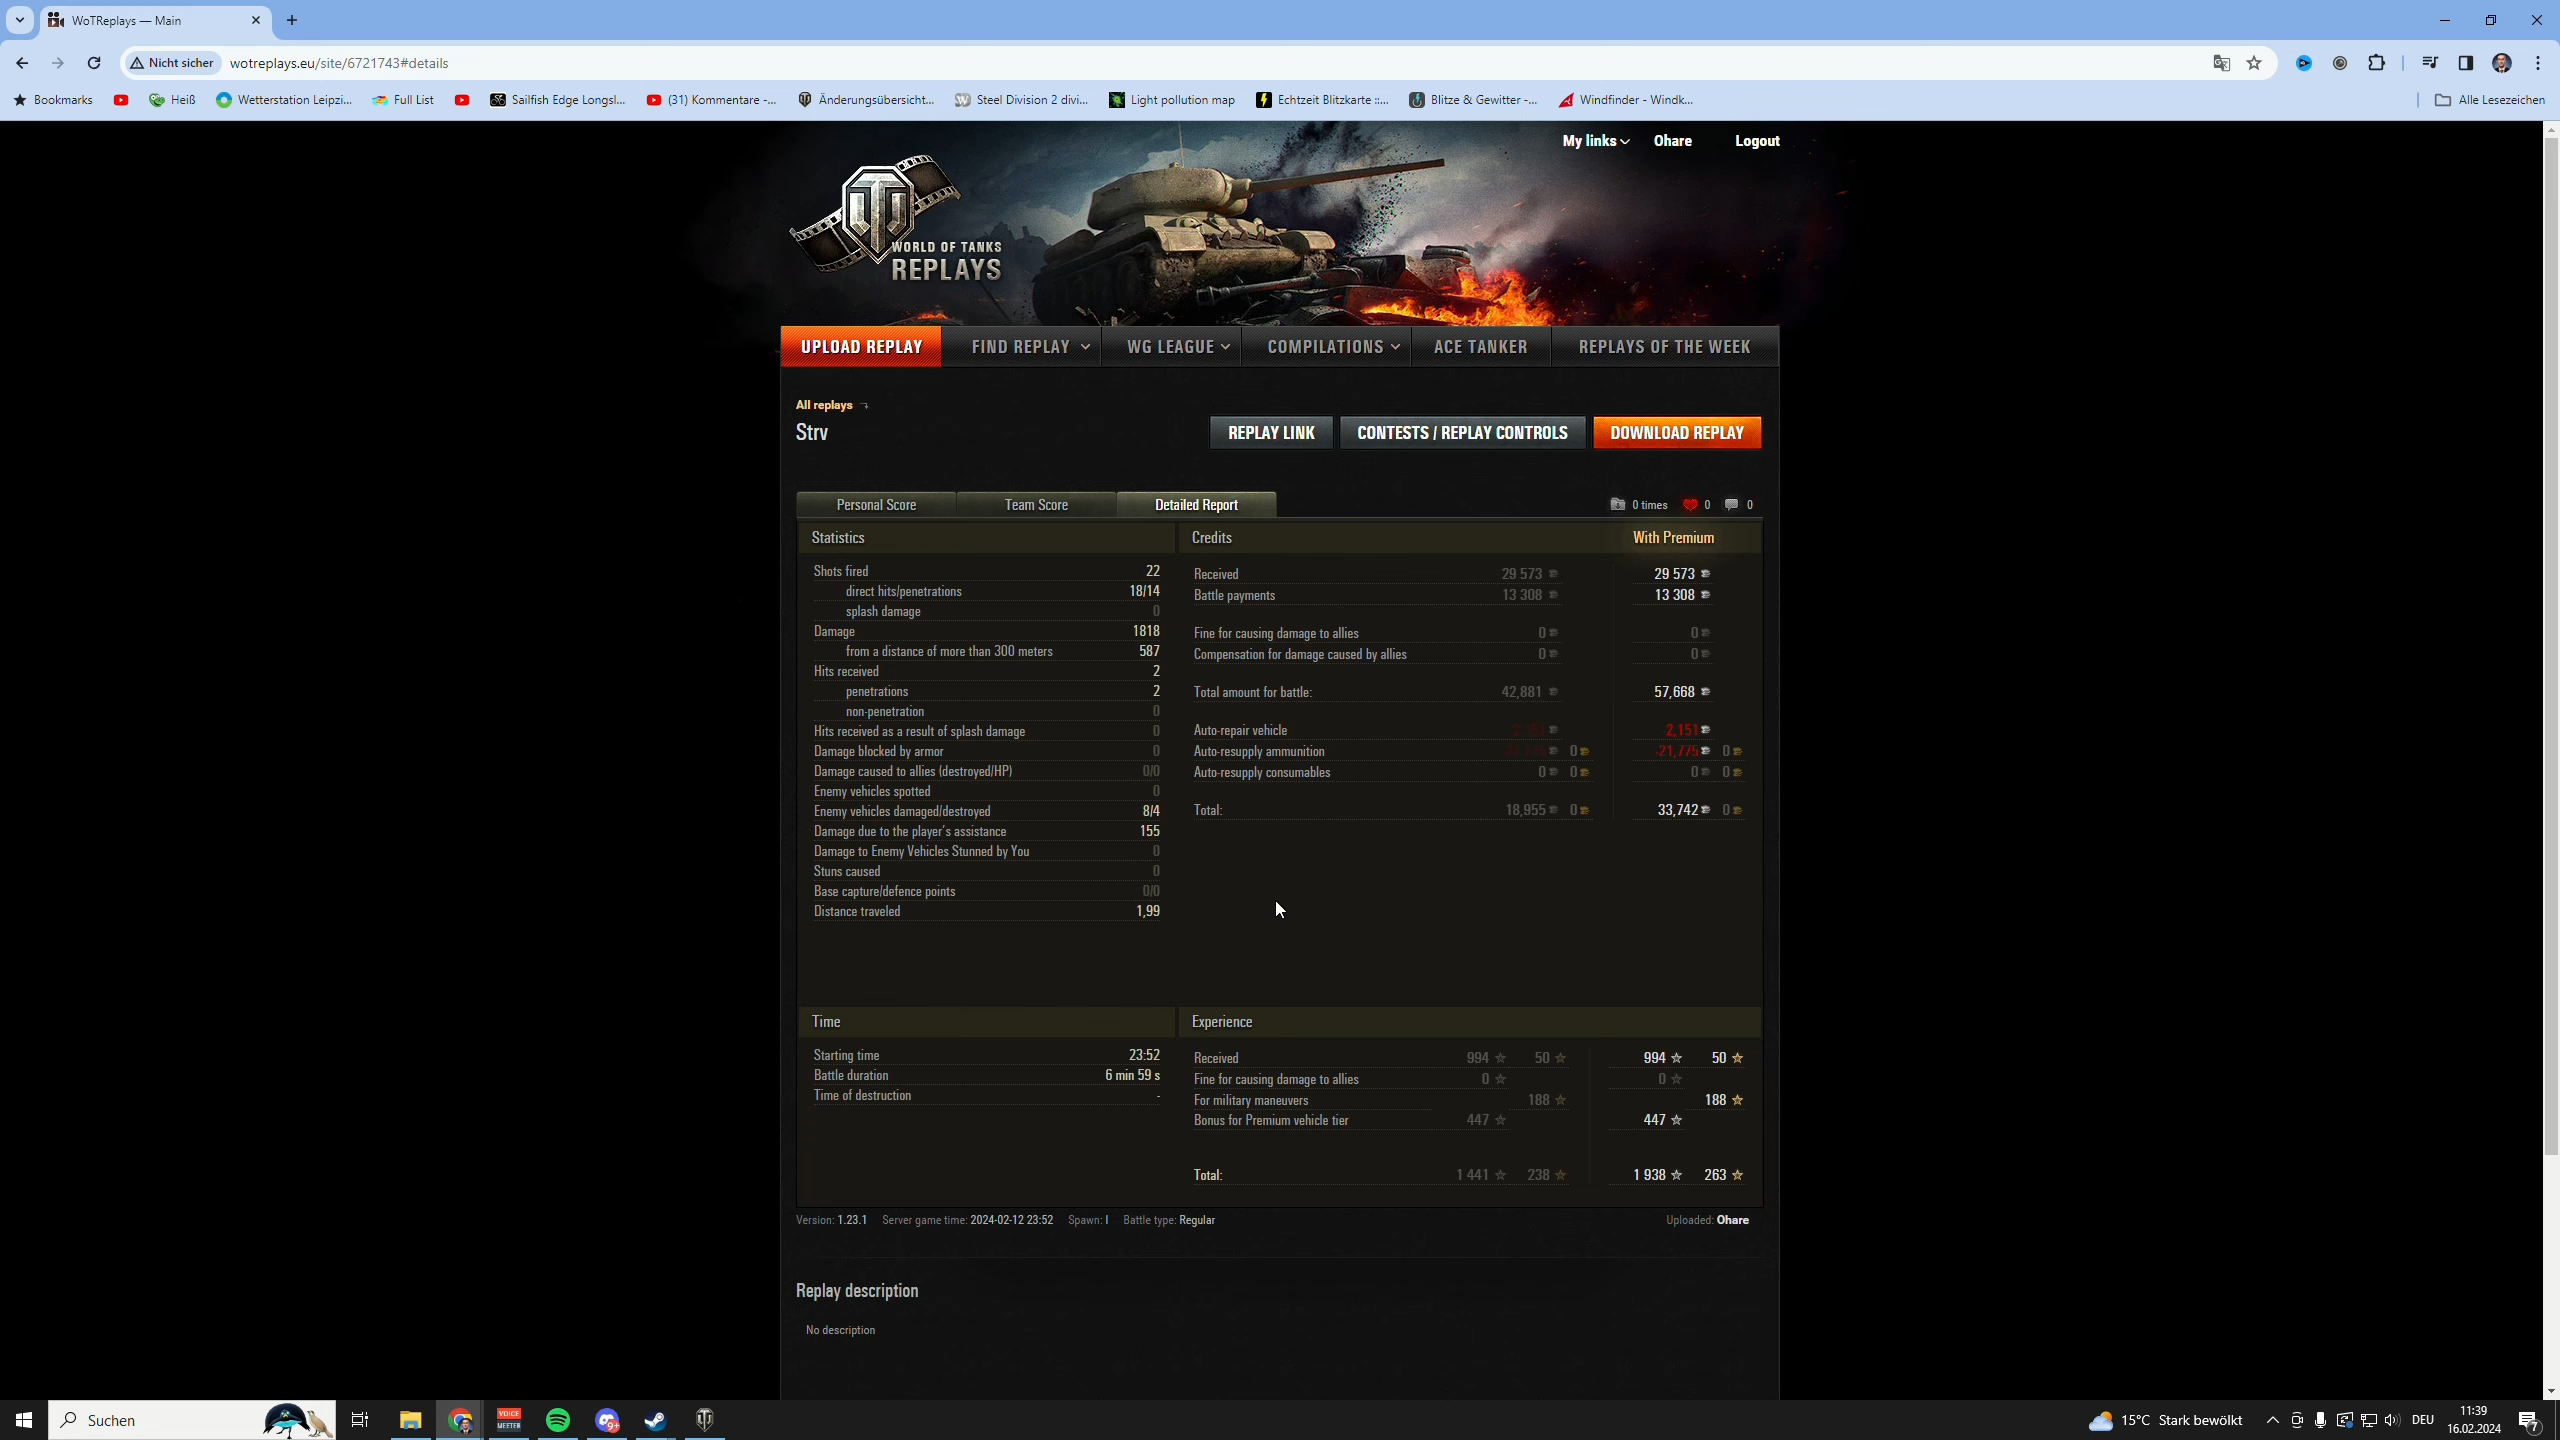 WoTReplays — Main
Nicht sicher wotreplays.eu/site/6721743#details
Bookmarks Heiß Wetterstation Leipzi... Full List Sailfish Edge Longsl... (31) Kommentare -... Änderungsübersicht... Steel Division 2 divi... Light pollution map Echtzeit Blitzkarte ::... Blitze & Gewitter -... Windfinder - Windk... Alle Lesezeichen
My links Ohare Logout
WORLD OF TANKS
REPLAYS
UPLOAD REPLAY FIND REPLAY WG LEAGUE COMPILATIONS ACE TANKER REPLAYS OF THE WEEK
All replays
Strv
REPLAY LINK CONTESTS / REPLAY CONTROLS DOWNLOAD REPLAY
Personal Score Team Score Detailed Report 0 times 0 0
Statistics
Shots fired 22
direct hits/penetrations 18/14
splash damage 0
Damage 1818
from a distance of more than 300 meters 587
Hits received 2
penetrations 2
non-penetration 0
Hits received as a result of splash damage 0
Damage blocked by armor 0
Damage caused to allies (destroyed/HP) 0/0
Enemy vehicles spotted 0
Enemy vehicles damaged/destroyed 8/4
Damage due to the player's assistance 155
Damage to Enemy Vehicles Stunned by You 0
Stuns caused 0
Base capture/defence points 0/0
Distance traveled 1,99
Credits With Premium
Received 29 573 29 573
Battle payments 13 308 13 308
Fine for causing damage to allies 0 0
Compensation for damage caused by allies 0 0
Total amount for battle: 42,881 57,668
Auto-repair vehicle 2,151
Auto-resupply ammunition 0 -21,775 0
Auto-resupply consumables 0 0 0 0
Total: 18,955 0 33,742 0
Time
Starting time 23:52
Battle duration 6 min 59 s
Time of destruction -
Experience
Received 994 50 994 50
Fine for causing damage to allies 0 0
For military maneuvers 188 188
Bonus for Premium vehicle tier 447 447
Total: 1 441 238 1 938 263
Version: 1.23.1 Server game time: 2024-02-12 23:52 Spawn: I Battle type: Regular Uploaded: Ohare
Replay description
No description
Suchen VOICE MEETER 9+ 15°C Stark bewölkt DEU 11:39 7
16.02.2024